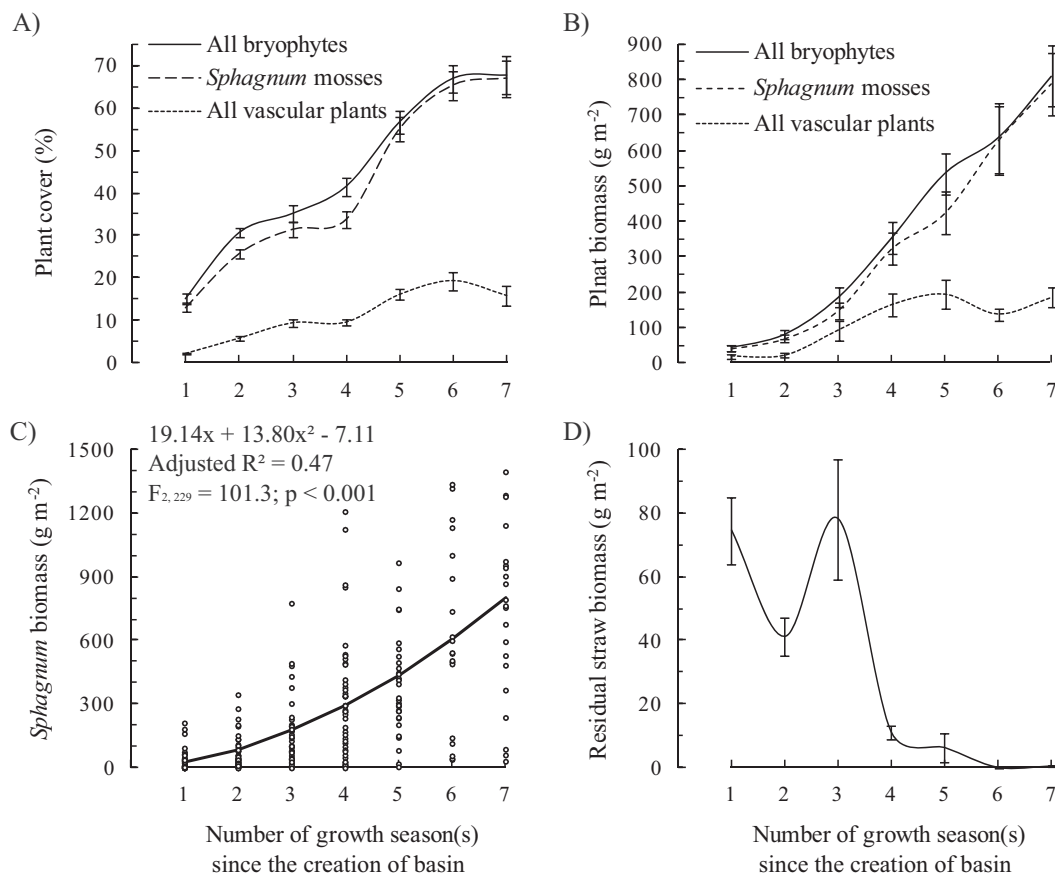 A)
All bryophytes
Sphagnum mosses
All vascular plants
Plant cover (%)
70
60
50
40
30
20
10
0
1 2 3 4 5 6 7
B)
All bryophytes
Sphagnum mosses
All vascular plants
Plnat biomass (g m⁻²)
900
800
700
600
500
400
300
200
100
0
1 2 3 4 5 6 7
C)
19.14x + 13.80x² - 7.11
Adjusted R² = 0.47
F₂, ₂₂₉ = 101.3; p < 0.001
Sphagnum biomass (g m⁻²)
1500
1200
900
600
300
0
1 2 3 4 5 6 7
Number of growth season(s)
since the creation of basin
D)
Residual straw biomass (g m⁻²)
100
80
60
40
20
0
1 2 3 4 5 6 7
Number of growth season(s)
since the creation of basin